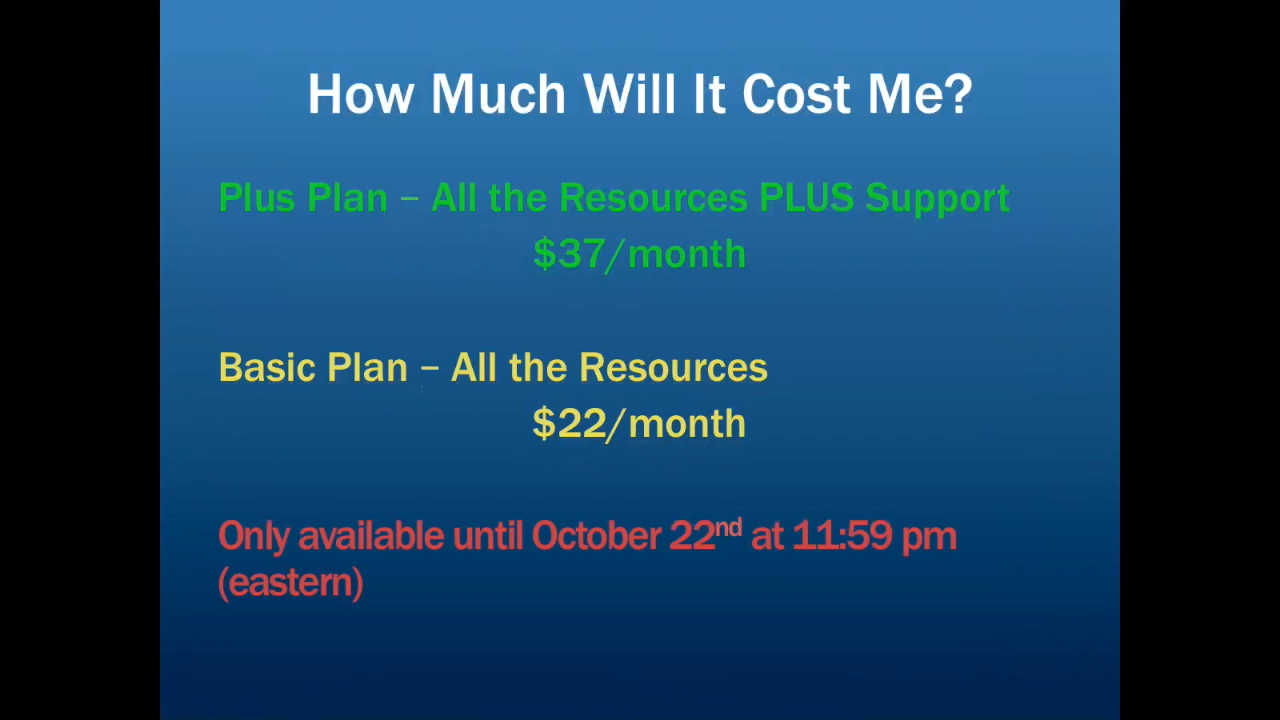 How Much Will It Cost Me?
Plus Plan – All the Resources PLUS Support
$37/month
Basic Plan – All the Resources
$22/month
Only available until October 22nd at 11:59 pm
(eastern)